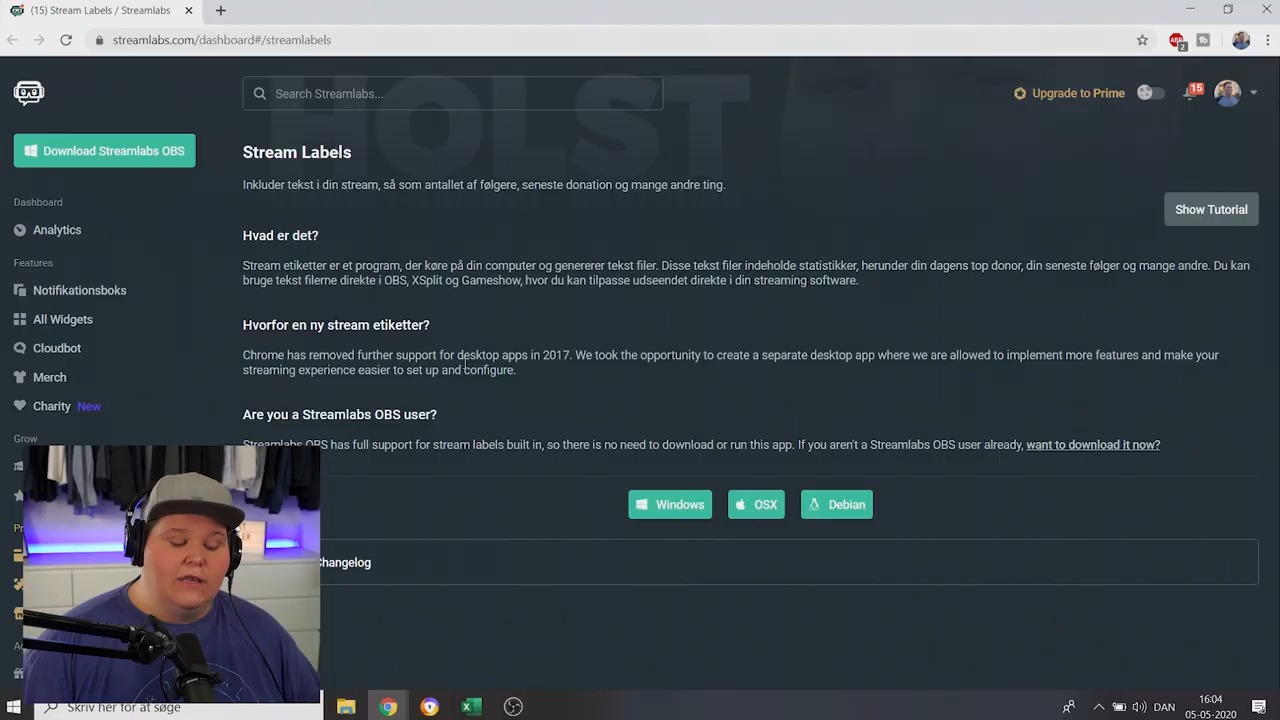 (15) Stream Labels / Streamlabs
streamlabs.com/dashboard#/streamlabels
ABP
2
HOLST
Search Streamlabs...
Upgrade to Prime
15
Download Streamlabs OBS
Stream Labels
Inkluder tekst i din stream, så som antallet af følgere, seneste donation og mange andre ting.
Show Tutorial
Dashboard
Analytics
Features
Notifikationsboks
All Widgets
Cloudbot
Merch
Charity New
Grow
Hvad er det?
Stream etiketter er et program, der køre på din computer og genererer tekst filer. Disse tekst filer indeholde statistikker, herunder din dagens top donor, din seneste følger og mange andre. Du kan
bruge tekst filerne direkte i OBS, XSplit og Gameshow, hvor du kan tilpasse udseendet direkte i din streaming software.
Hvorfor en ny stream etiketter?
Chrome has removed further support for desktop apps in 2017. We took the opportunity to create a separate desktop app where we are allowed to implement more features and make your
streaming experience easier to set up and configure.
Are you a Streamlabs OBS user?
Streamlabs OBS has full support for stream labels built in, so there is no need to download or run this app. If you aren't a Streamlabs OBS user already, want to download it now?
Windows
OSX
Debian
Changelog
Skriv her for at søge
DAN
16:04
05-05-2020